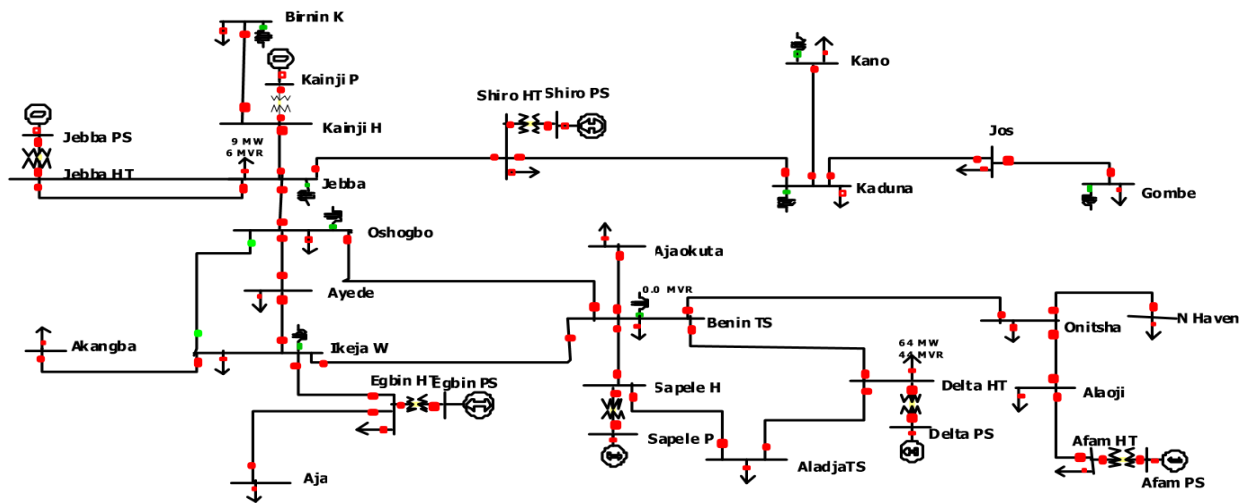 Birnin K
Kainji P
Kano
Shiro HT
Shiro PS
Kainji H
Jos
Jebba PS
9 MW
6 MVR
Jebba HT
Jebba
Kaduna
Gombe
Oshogbo
Ajaokuta
Ayede
0.0 MVR
Benin TS
Onitsha
N Haven
Akangba
Ikeja W
64 MW
44 MVR
Egbin HT
Egbin PS
Sapele H
Delta HT
Alaoji
Sapele P
Delta PS
Afam HT
AladjaTS
Aja
Afam PS